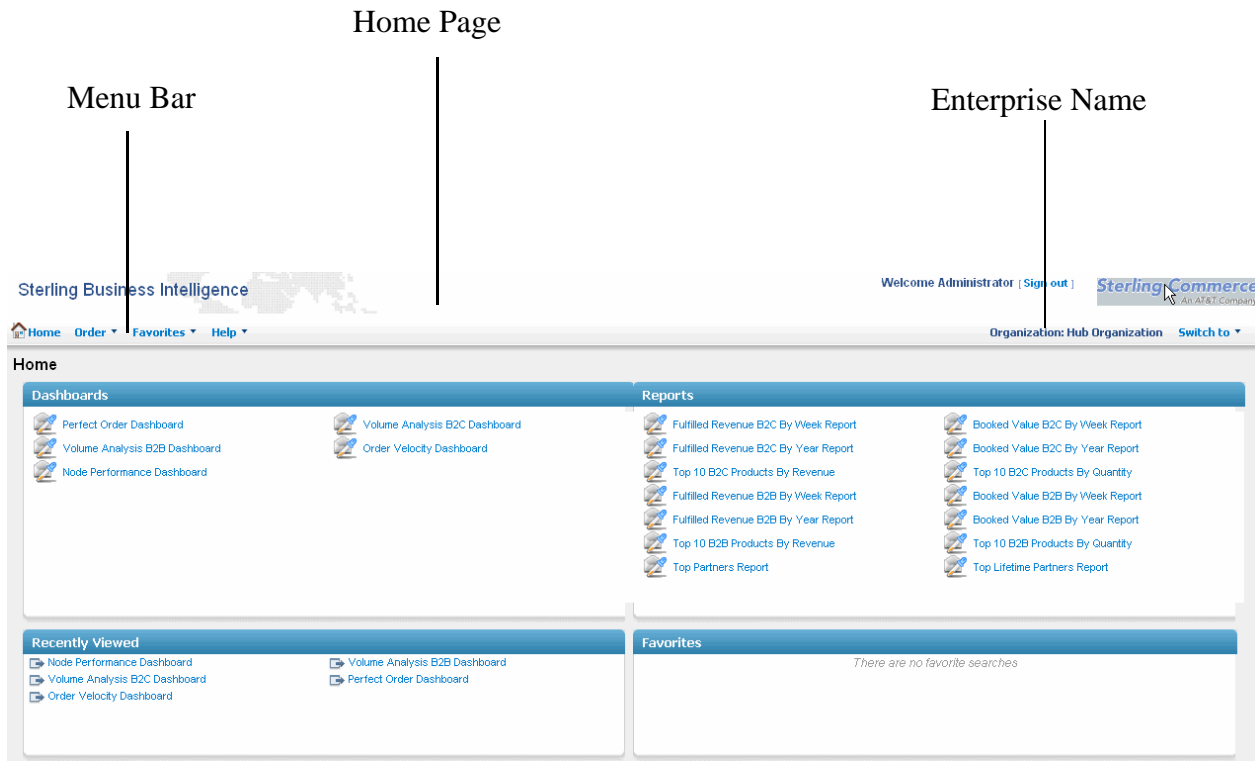 Home Page
Menu Bar
Enterprise Name
Sterling Business Intelligence
Welcome Administrator [ Sign out ]
Sterling Commerce
An AT&T Company
Home Order Favorites Help
Organization: Hub Organization Switch to
Home
Dashboards
Perfect Order Dashboard Volume Analysis B2C Dashboard
Volume Analysis B2B Dashboard Order Velocity Dashboard
Node Performance Dashboard
Reports
Fulfilled Revenue B2C By Week Report Booked Value B2C By Week Report
Fulfilled Revenue B2C By Year Report Booked Value B2C By Year Report
Top 10 B2C Products By Revenue Top 10 B2C Products By Quantity
Fulfilled Revenue B2B By Week Report Booked Value B2B By Week Report
Fulfilled Revenue B2B By Year Report Booked Value B2B By Year Report
Top 10 B2B Products By Revenue Top 10 B2B Products By Quantity
Top Partners Report Top Lifetime Partners Report
Recently Viewed
Node Performance Dashboard Volume Analysis B2B Dashboard
Volume Analysis B2C Dashboard Perfect Order Dashboard
Order Velocity Dashboard
Favorites
There are no favorite searches